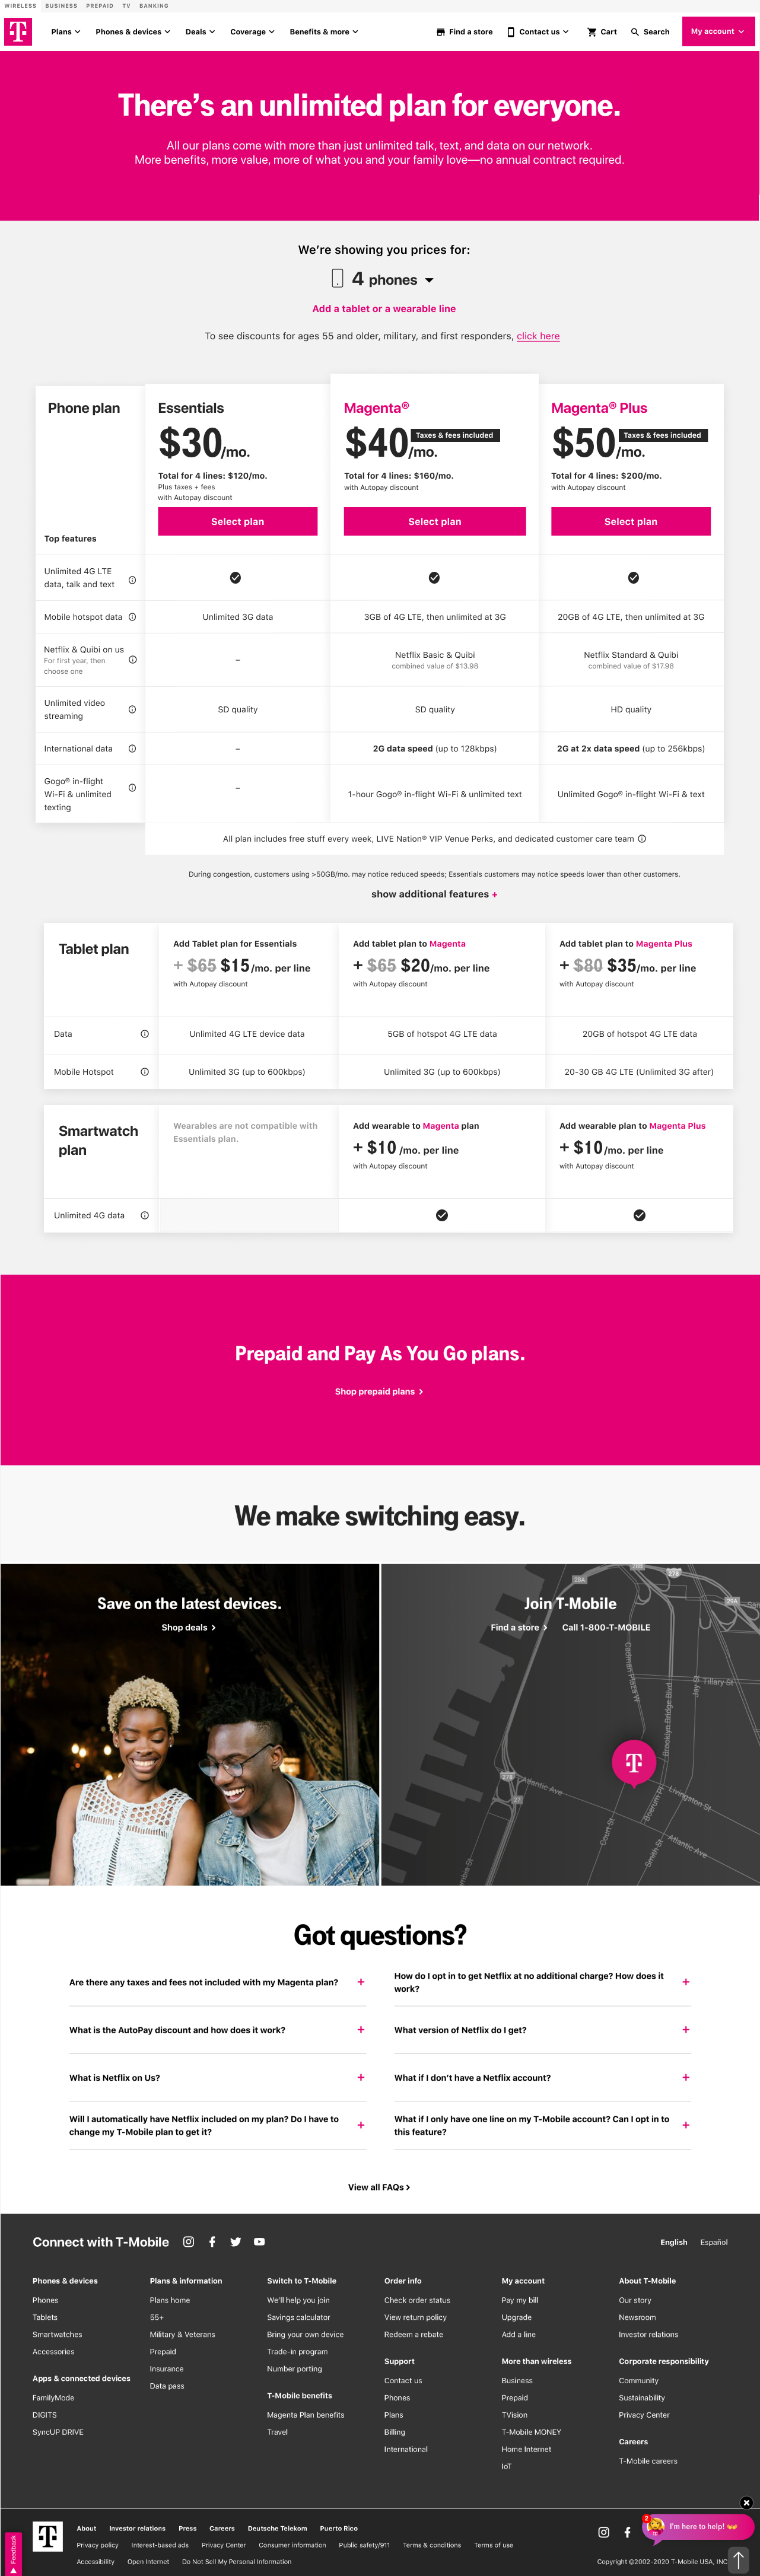 WIRELESS BUSINESS PREPAID TV BANKING
Plans Phones & devices Deals Coverage Benefits & more Find a store Contact us Cart Search My account
There's an unlimited plan for everyone.
All our plans come with more than just unlimited talk, text, and data on our network.
More benefits, more value, more of what you and your family love—no annual contract required.
We're showing you prices for:
4 phones
Add a tablet or a wearable line
To see discounts for ages 55 and older, military, and first responders, click here
Phone plan
Top features
Essentials
$30/mo.
Total for 4 lines: $120/mo.
Plus taxes + fees
with Autopay discount
Select plan
Magenta®
$40/mo.
Taxes & fees included
Total for 4 lines: $160/mo.
with Autopay discount
Select plan
Magenta® Plus
$50/mo.
Taxes & fees included
Total for 4 lines: $200/mo.
with Autopay discount
Select plan
Unlimited 4G LTE
data, talk and text
Mobile hotspot data Unlimited 3G data 3GB of 4G LTE, then unlimited at 3G 20GB of 4G LTE, then unlimited at 3G
Netflix & Quibi on us
For first year, then
choose one
–
Netflix Basic & Quibi
combined value of $13.98
Netflix Standard & Quibi
combined value of $17.98
Unlimited video
streaming
SD quality SD quality HD quality
International data – 2G data speed (up to 128kbps) 2G at 2x data speed (up to 256kbps)
Gogo® in-flight
Wi-Fi & unlimited
texting
– 1-hour Gogo® in-flight Wi-Fi & unlimited text Unlimited Gogo® in-flight Wi-Fi & text
All plan includes free stuff every week, LIVE Nation® VIP Venue Perks, and dedicated customer care team
During congestion, customers using >50GB/mo. may notice reduced speeds; Essentials customers may notice speeds lower than other customers.
show additional features +
Tablet plan
Add Tablet plan for Essentials
+ $65 $15/mo. per line
with Autopay discount
Add tablet plan to Magenta
+ $65 $20/mo. per line
with Autopay discount
Add tablet plan to Magenta Plus
+ $80 $35/mo. per line
with Autopay discount
Data Unlimited 4G LTE device data 5GB of hotspot 4G LTE data 20GB of hotspot 4G LTE data
Mobile Hotspot Unlimited 3G (up to 600kbps) Unlimited 3G (up to 600kbps) 20-30 GB 4G LTE (Unlimited 3G after)
Smartwatch
plan
Wearables are not compatible with
Essentials plan.
Add wearable to Magenta plan
+ $10 /mo. per line
with Autopay discount
Add wearable plan to Magenta Plus
+ $10/mo. per line
with Autopay discount
Unlimited 4G data
Prepaid and Pay As You Go plans.
Shop prepaid plans
We make switching easy.
Save on the latest devices.
Shop deals
Join T-Mobile
Find a store Call 1-800-T-MOBILE
28A
278
29A
San
Cadman Plaza W
Tillary St
Jay St
Brooklyn Bridge Blvd
T
278
27
Atlantic Ave
Livingston St
Boerum Pl
Court St
Smith St
Atlantic Ave
Got questions?
Are there any taxes and fees not included with my Magenta plan? +
How do I opt in to get Netflix at no additional charge? How does it
work? +
What is the AutoPay discount and how does it work? +
What version of Netflix do I get? +
What is Netflix on Us? +
What if I don't have a Netflix account? +
Will I automatically have Netflix included on my plan? Do I have to
change my T-Mobile plan to get it? +
What if I only have one line on my T-Mobile account? Can I opt in to
this feature? +
View all FAQs
Connect with T-Mobile
English Español
Phones & devices
Phones
Tablets
Smartwatches
Accessories
Apps & connected devices
FamilyMode
DIGITS
SyncUP DRIVE
Plans & information
Plans home
55+
Military & Veterans
Prepaid
Insurance
Data pass
Switch to T-Mobile
We'll help you join
Savings calculator
Bring your own device
Trade-in program
Number porting
T-Mobile benefits
Magenta Plan benefits
Travel
Order info
Check order status
View return policy
Redeem a rebate
Support
Contact us
Phones
Plans
Billing
International
My account
Pay my bill
Upgrade
Add a line
More than wireless
Business
Prepaid
TVision
T-Mobile MONEY
Home Internet
IoT
About T-Mobile
Our story
Newsroom
Investor relations
Corporate responsibility
Community
Sustainability
Privacy Center
Careers
T-Mobile careers
Feedback
About Investor relations Press Careers Deutsche Telekom Puerto Rico
Privacy policy Interest-based ads Privacy Center Consumer information Public safety/911 Terms & conditions Terms of use
Accessibility Open Internet Do Not Sell My Personal Information
2
I'm here to help!
Copyright ©2002-2020 T-Mobile USA, INC